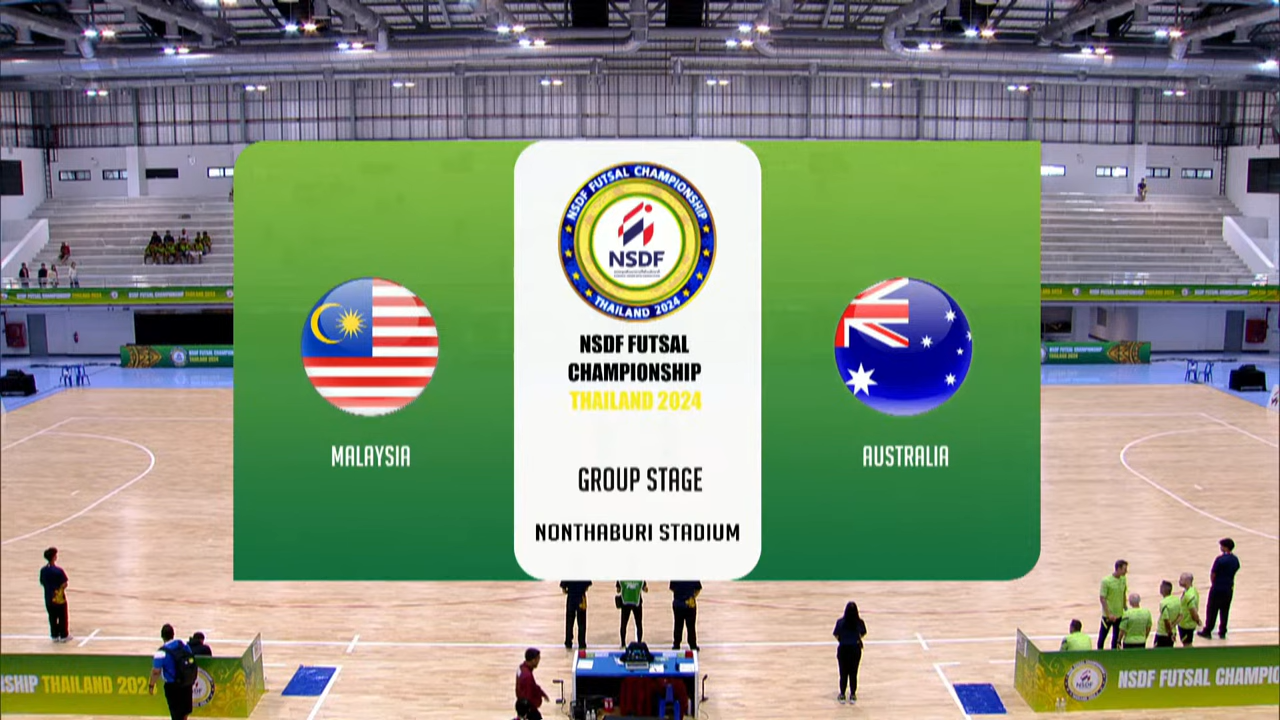 NSDF FUTSAL CHAMPIONSHIP
NSDF
THAILAND 2024
NSDF FUTSAL
CHAMPIONSHIP
THAILAND 2024
MALAYSIA
AUSTRALIA
GROUP STAGE
NONTHABURI STADIUM
SHIP THAILAND 202
NSDF FUTSAL CHAMPIO